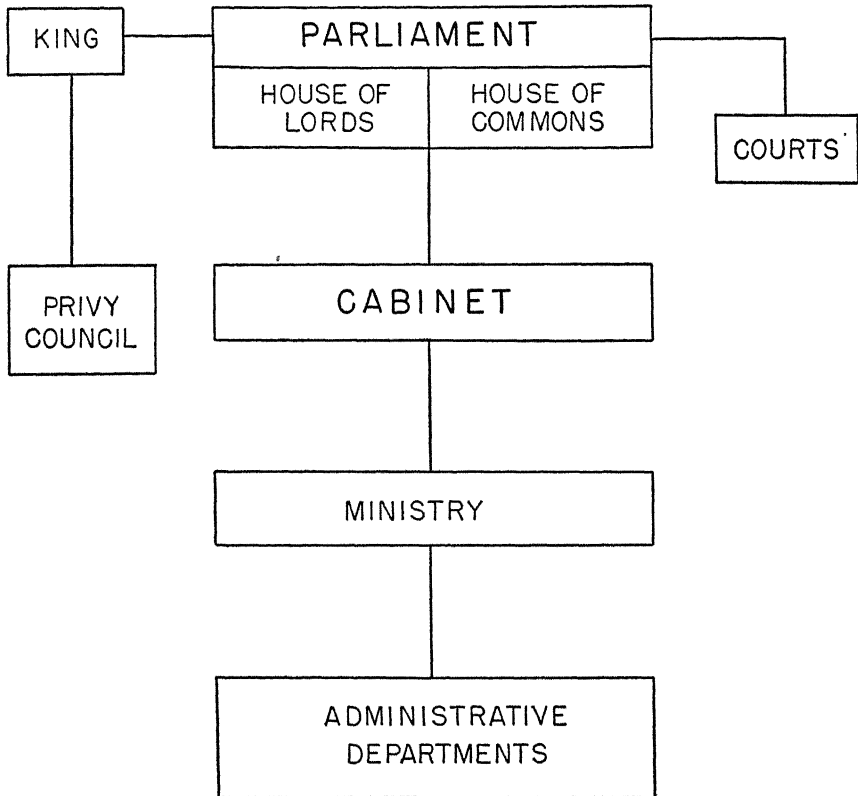 KING
PARLIAMENT
HOUSE OF
LORDS
HOUSE OF
COMMONS
COURTS
PRIVY
COUNCIL
CABINET
MINISTRY
ADMINISTRATIVE
DEPARTMENTS